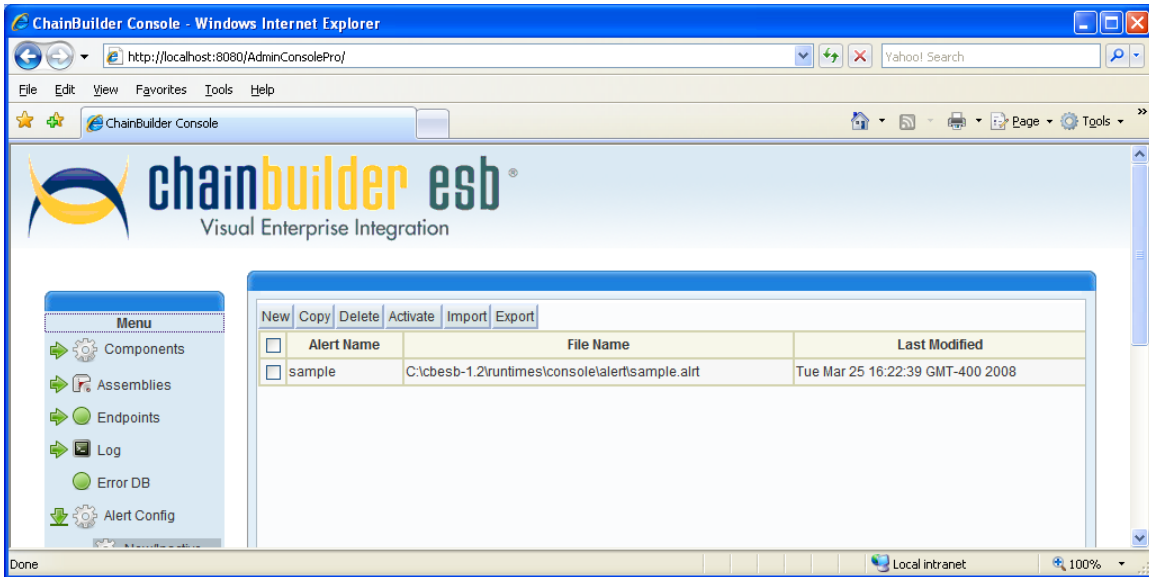 ChainBuilder Console - Windows Internet Explorer
http://localhost:8080/AdminConsolePro/
Yahoo! Search
File Edit View Favorites Tools Help
ChainBuilder Console
Page Tools »
chainbuilder esb ®
Visual Enterprise Integration
Menu
Components
Assemblies
Endpoints
Log
Error DB
Alert Config
New/Inactive
New Copy Delete Activate Import Export
Alert Name File Name Last Modified
sample C:\cbesb-1.2\runtimes\console\alert\sample.alrt Tue Mar 25 16:22:39 GMT-400 2008
Done Local intranet 100%